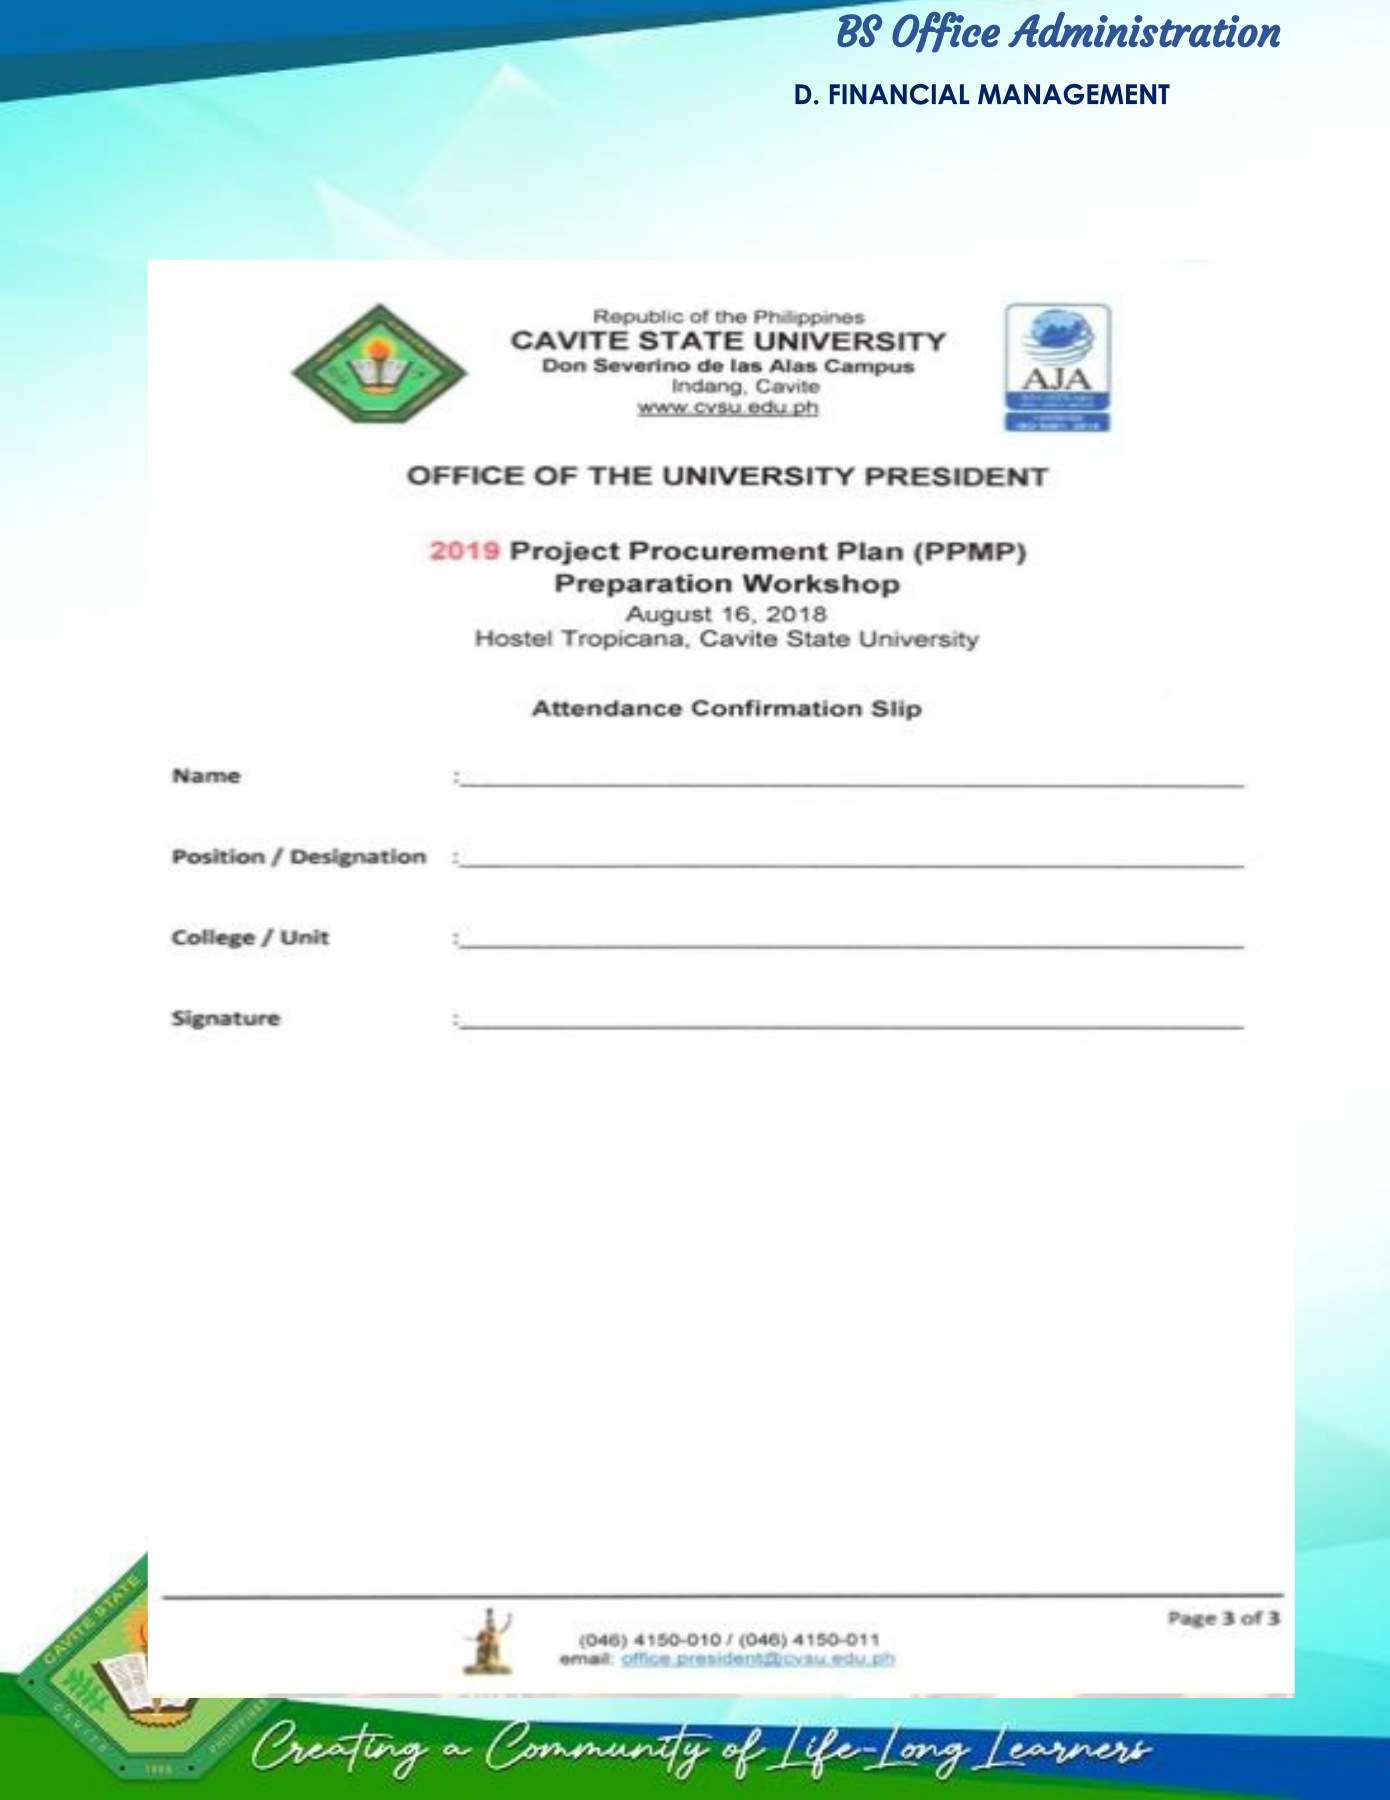 BS Office Administration
D. FINANCIAL MANAGEMENT
Republic of the Philippines
CAVITE STATE UNIVERSITY
Don Severino de las Alas Campus
Indang, Cavite
www.cvsu.edu.ph
AJA
OFFICE OF THE UNIVERSITY PRESIDENT
2019 Project Procurement Plan (PPMP)
Preparation Workshop
August 16, 2018
Hostel Tropicana, Cavite State University
Attendance Confirmation Slip
Name :
Position / Designation :
College / Unit :
Signature :
Page 3 of 3
(046) 4150-010 / (046) 4150-011
email: office.president@cvsu.edu.ph
CAVITE STATE
CAVITE
Creating a Community of Life-Long Learners